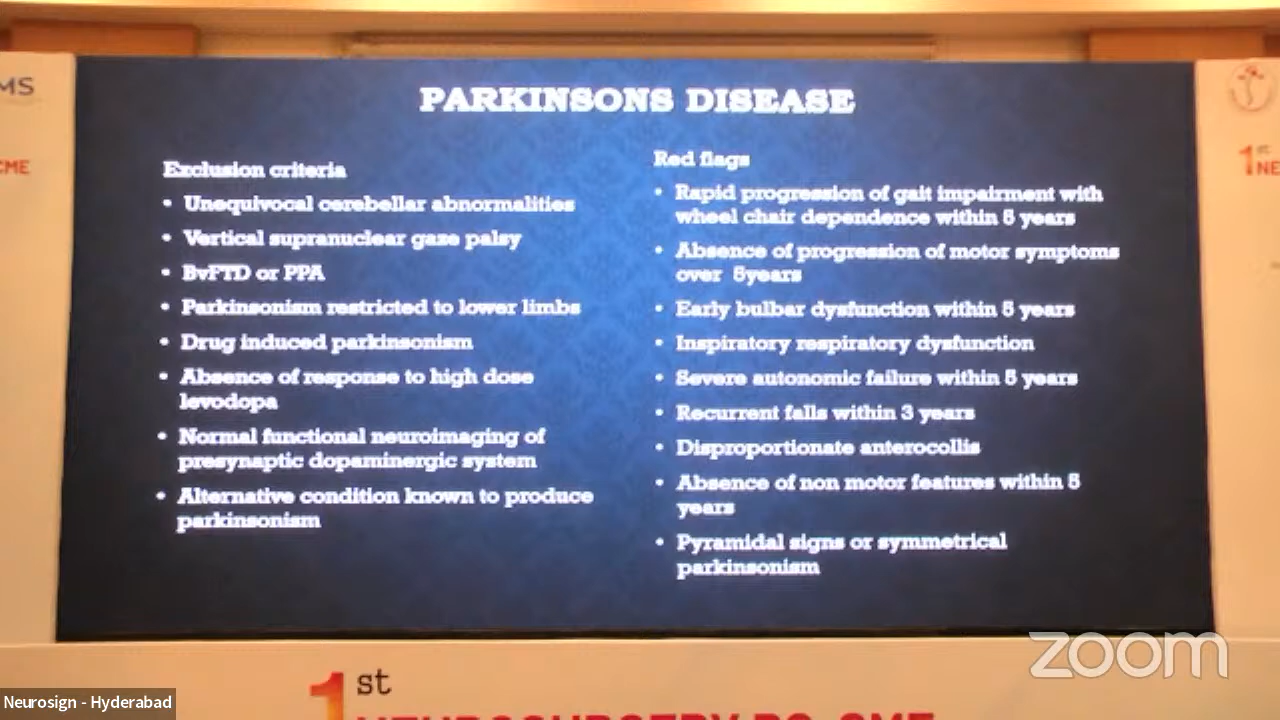 MS
CME
PARKINSONS DISEASE
Exclusion criteria
• Unequivocal cerebellar abnormalities
• Vertical supranuclear gaze palsy
• BvFTD or PPA
• Parkinsonism restricted to lower limbs
• Drug induced parkinsonism
• Absence of response to high dose
levodopa
• Normal functional neuroimaging of
presynaptic dopaminergic system
• Alternative condition known to produce
parkinsonism
Red flags
• Rapid progression of gait impairment with
wheel chair dependence within 5 years
• Absence of progression of motor symptoms
over 5years
• Early bulbar dysfunction within 5 years
• Inspiratory respiratory dysfunction
• Severe autonomic failure within 5 years
• Recurrent falls within 3 years
• Disproportionate anterocollis
• Absence of non motor features within 5
years
• Pyramidal signs or symmetrical
parkinsonism
1st
NE
zoom
Neurosign - Hyderabad
1st
NEUROSURGERY PG-CME